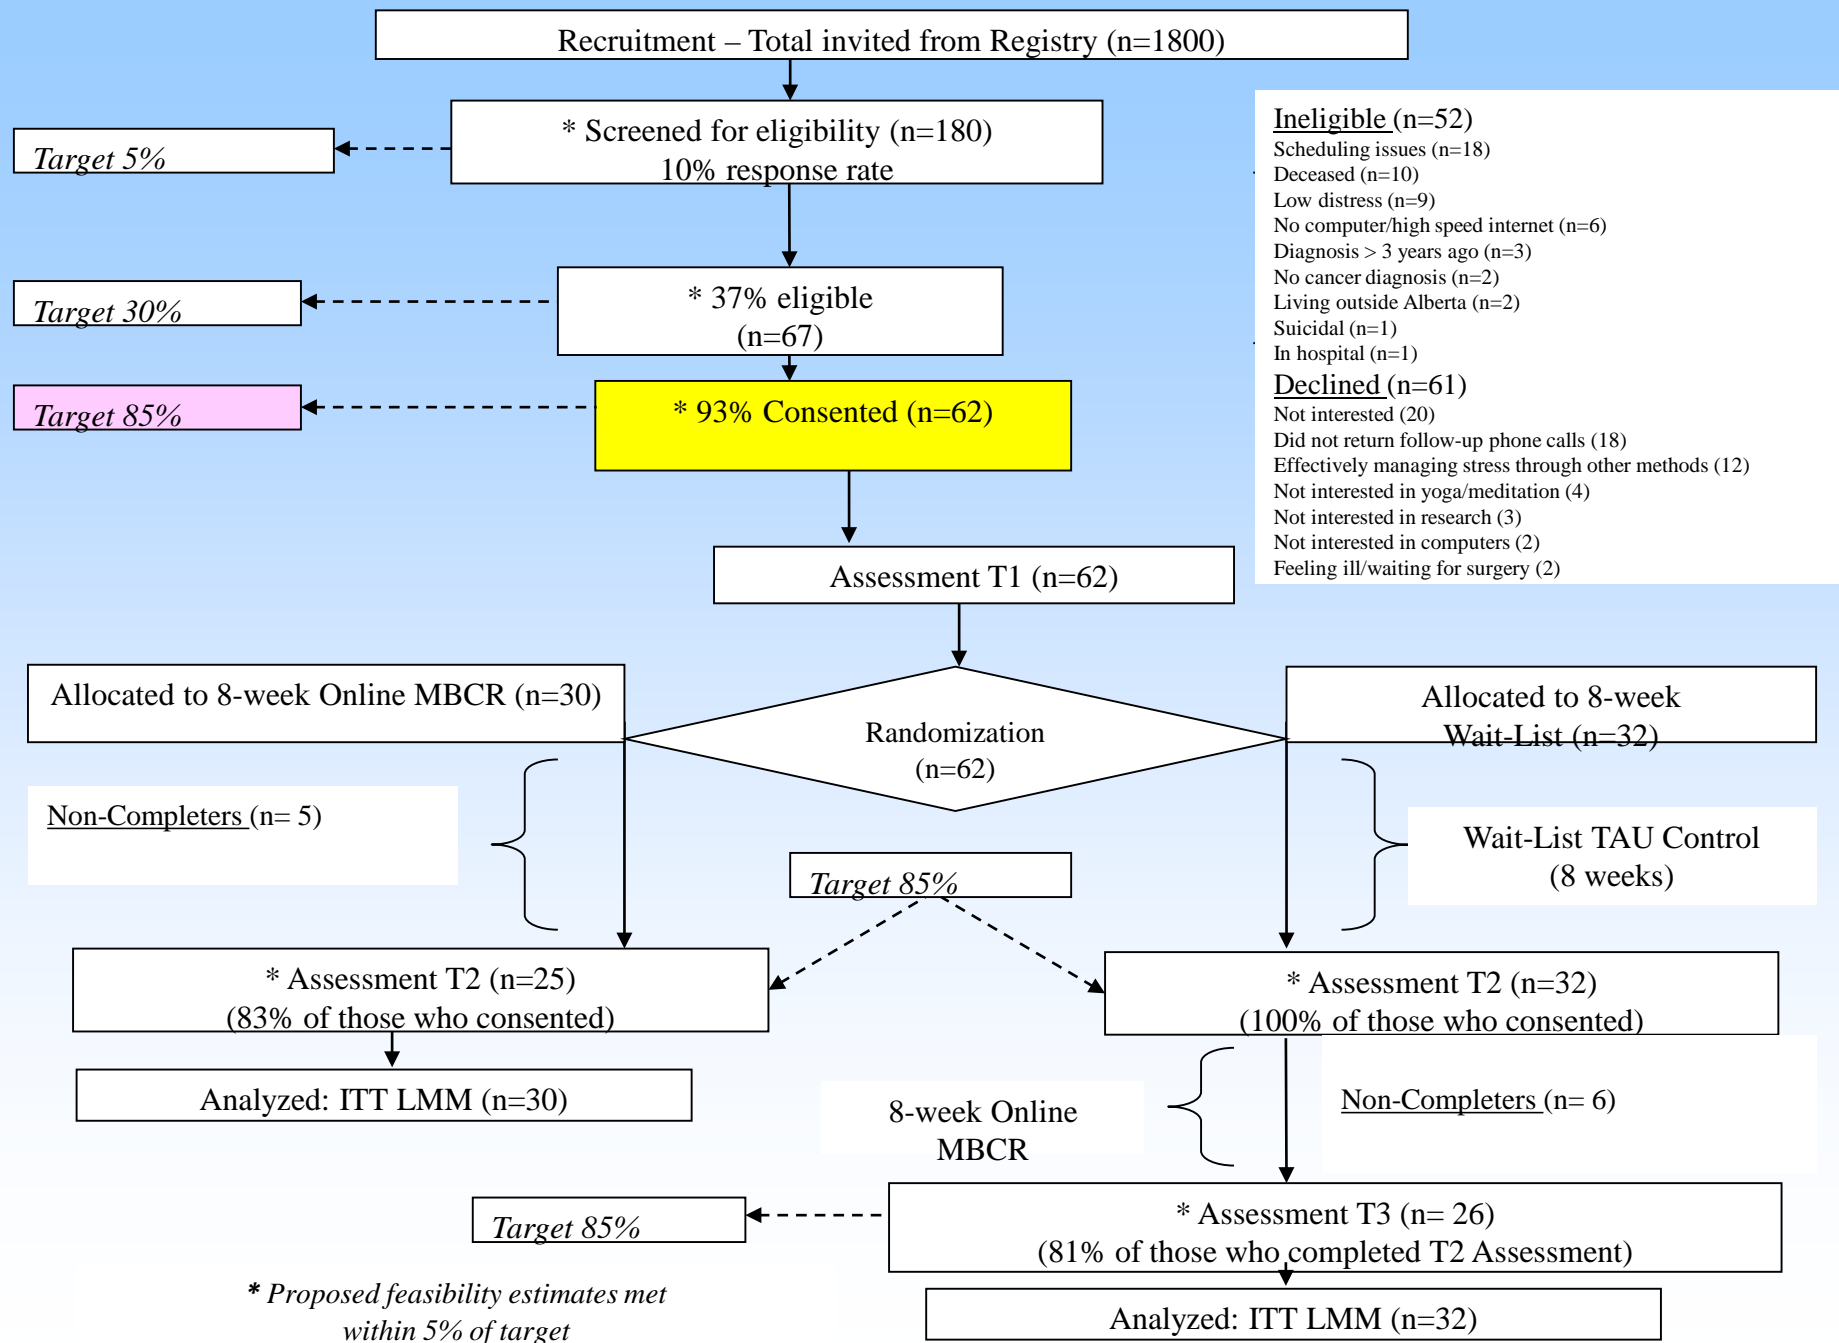 Recruitment – Total invited from Registry (n=1800)
* Screened for eligibility (n=180)
10% response rate
Target 5%
Ineligible (n=52)
Scheduling issues (n=18)
Deceased (n=10)
Low distress (n=9)
No computer/high speed internet (n=6)
Diagnosis > 3 years ago (n=3)
No cancer diagnosis (n=2)
Living outside Alberta (n=2)
Suicidal (n=1)
In hospital (n=1)
Declined (n=61)
Not interested (20)
Did not return follow-up phone calls (18)
Effectively managing stress through other methods (12)
Not interested in yoga/meditation (4)
Not interested in research (3)
Not interested in computers (2)
Feeling ill/waiting for surgery (2)
* 37% eligible
(n=67)
Target 30%
* 93% Consented (n=62)
Target 85%
Assessment T1 (n=62)
Allocated to 8-week Online MBCR (n=30)
Randomization
(n=62)
Allocated to 8-week
Wait-List (n=32)
Non-Completers (n= 5)
Wait-List TAU Control
(8 weeks)
Target 85%
* Assessment T2 (n=25)
(83% of those who consented)
* Assessment T2 (n=32)
(100% of those who consented)
Analyzed: ITT LMM (n=30)
8-week Online
MBCR
Non-Completers (n= 6)
Target 85%
* Assessment T3 (n= 26)
(81% of those who completed T2 Assessment)
* Proposed feasibility estimates met
within 5% of target
Analyzed: ITT LMM (n=32)